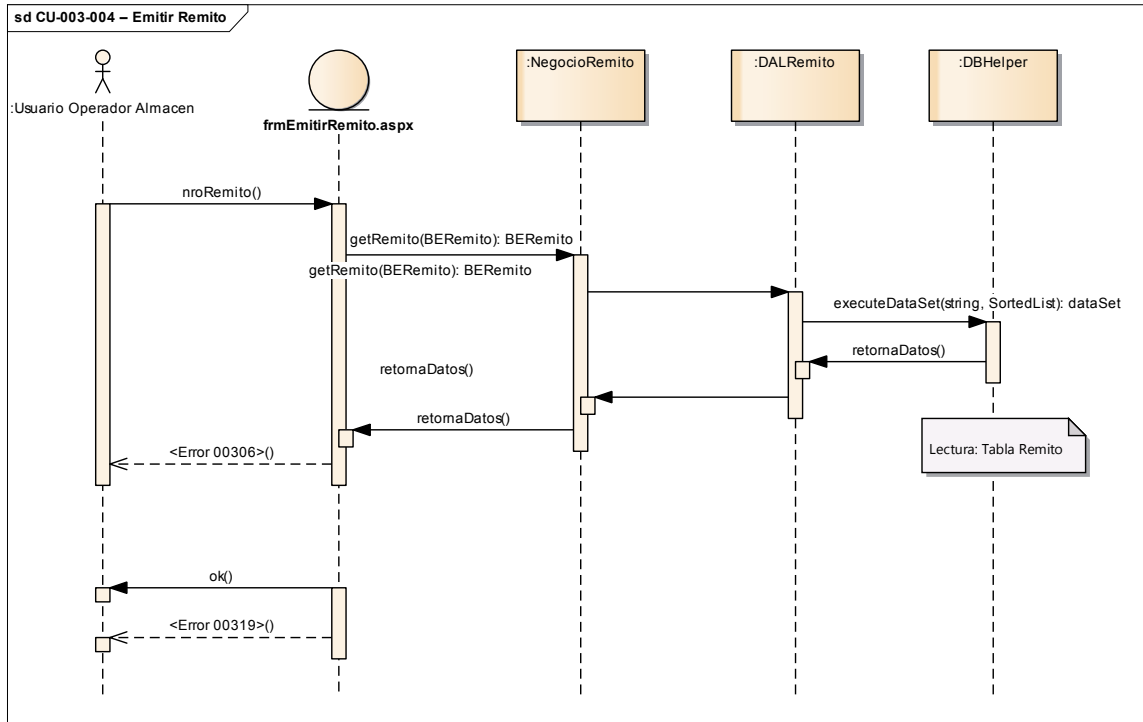 sd CU-003-004 – Emitir Remito
:Usuario Operador Almacen
frmEmitirRemito.aspx
:NegocioRemito
:DALRemito
:DBHelper
nroRemito()
getRemito(BERemito): BERemito
getRemito(BERemito): BERemito
executeDataSet(string, SortedList): dataSet
retornaDatos()
retornaDatos()
retornaDatos()
<Error 00306>()
Lectura: Tabla Remito
ok()
<Error 00319>()